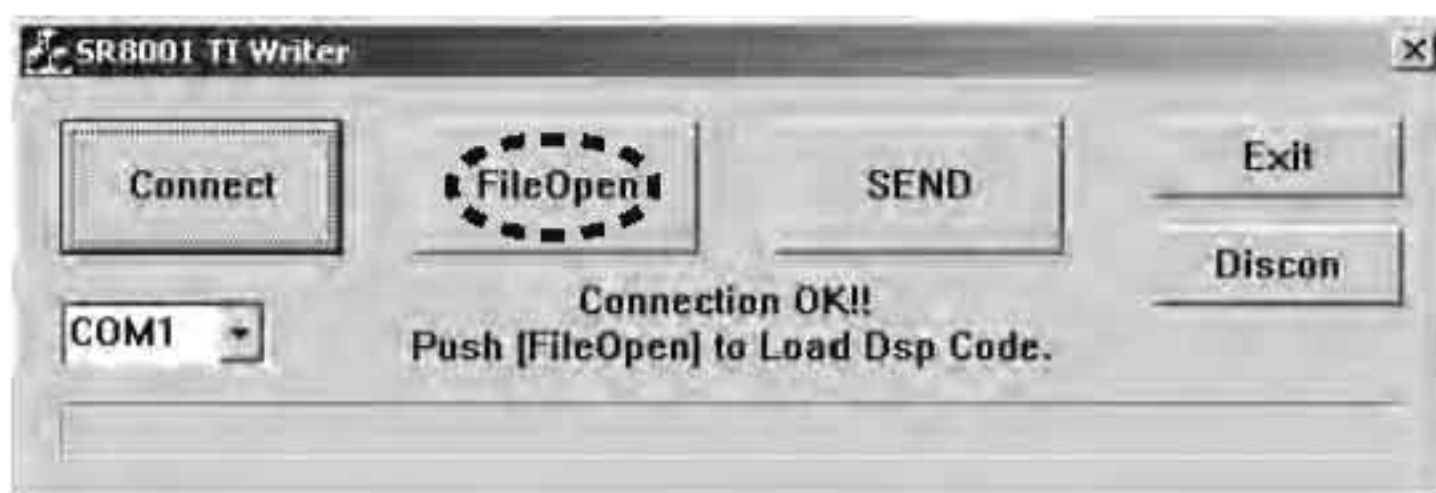 SR8001 TI Writer
Connect
FileOpen
SEND
Exit
Discon
COM1
Connection OK!!
Push [FileOpen] to Load Dsp Code.